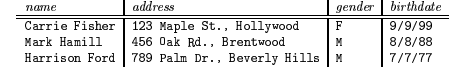 name address gender birthdate
Carrie Fisher 123 Maple St., Hollywood F 9/9/99
Mark Hamill 456 Oak Rd., Brentwood M 8/8/88
Harrison Ford 789 Palm Dr., Beverly Hills M 7/7/77